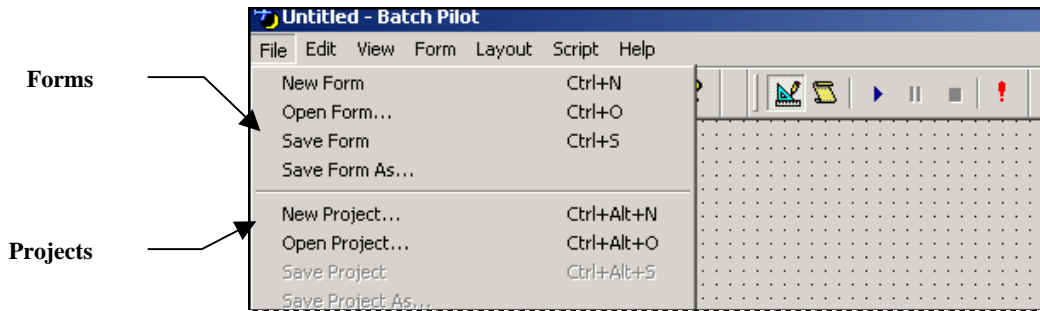 Untitled - Batch Pilot
File Edit View Form Layout Script Help
Forms
New Form Ctrl+N
Open Form... Ctrl+O
Save Form Ctrl+S
Save Form As...
Projects
New Project... Ctrl+Alt+N
Open Project... Ctrl+Alt+O
Save Project Ctrl+Alt+S
Save Project As...